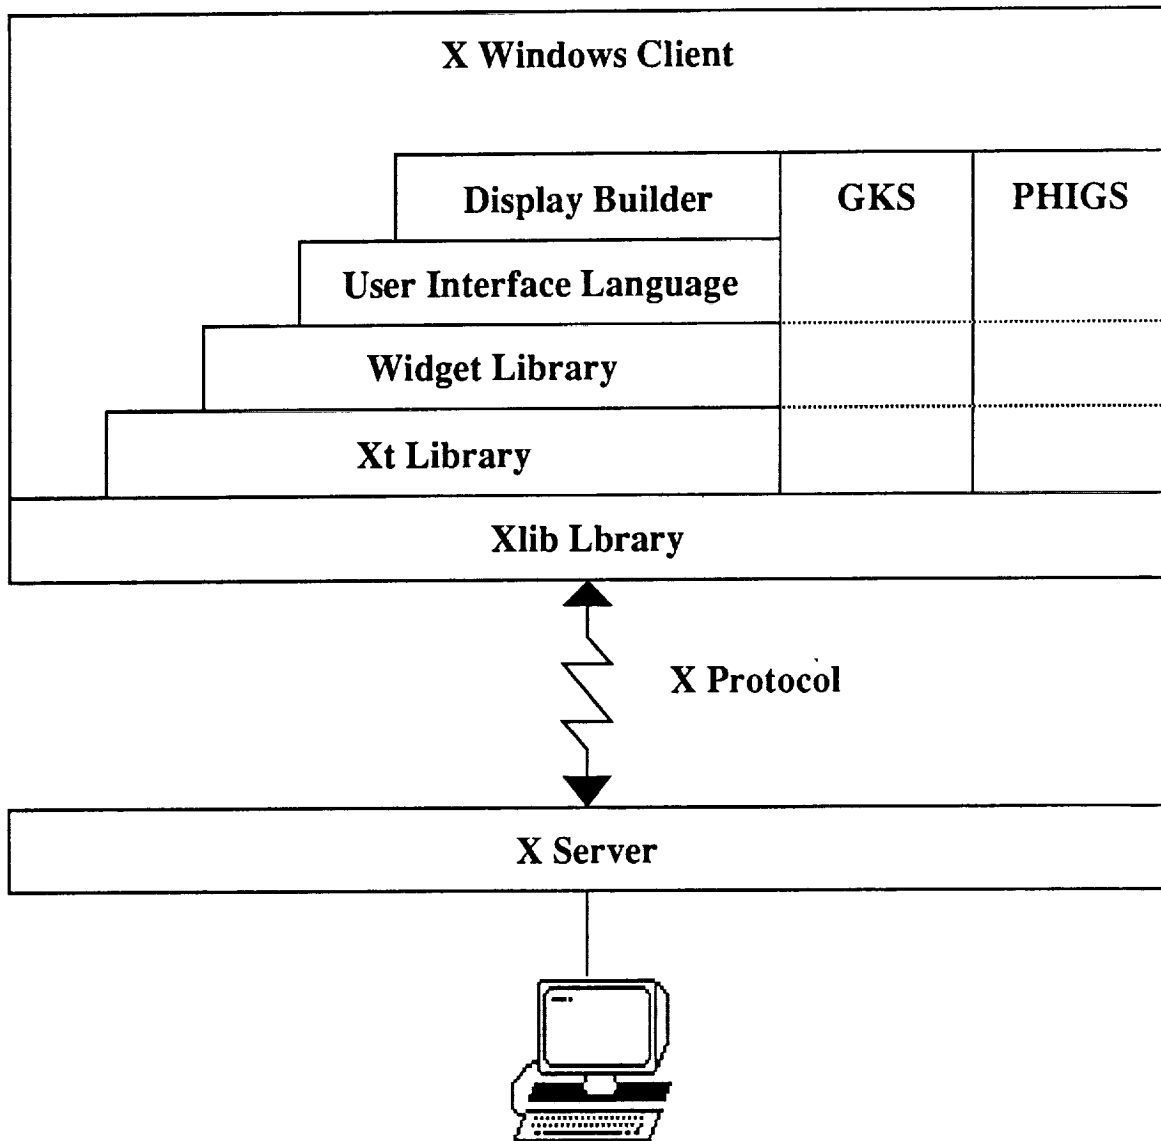 X Windows Client
Display Builder
GKS
PHIGS
User Interface Language
Widget Library
Xt Library
Xlib Lbrary
X Protocol
X Server